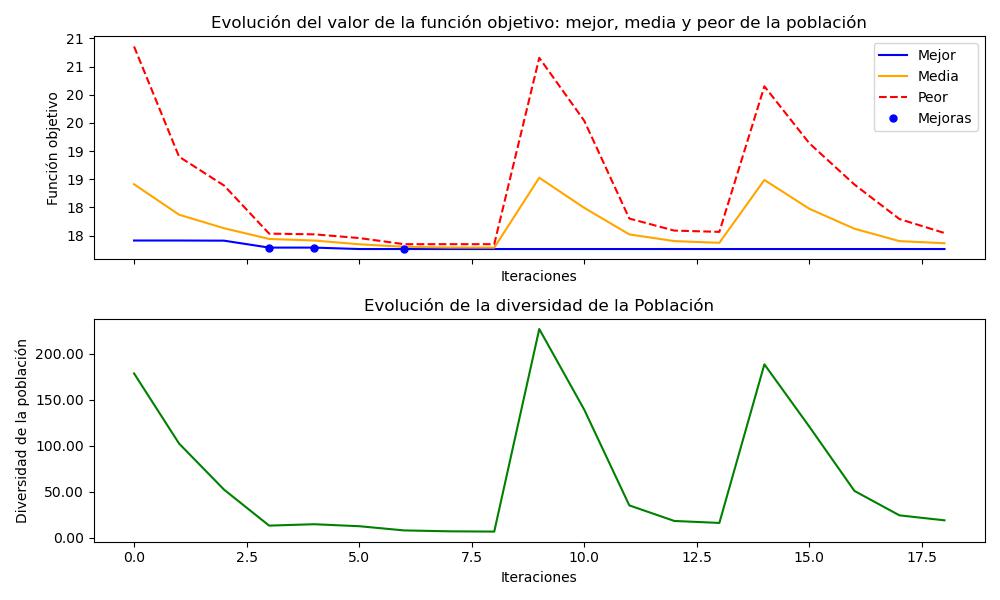 Evolución del valor de la función objetivo: mejor, media y peor de la población
Función objetivo
21
21
20
20
19
19
18
18
Mejor
Media
Peor
Mejoras
Iteraciones
Evolución de la diversidad de la Población
Diversidad de la población
200.00
150.00
100.00
50.00
0.00
0.0 2.5 5.0 7.5 10.0 12.5 15.0 17.5
Iteraciones